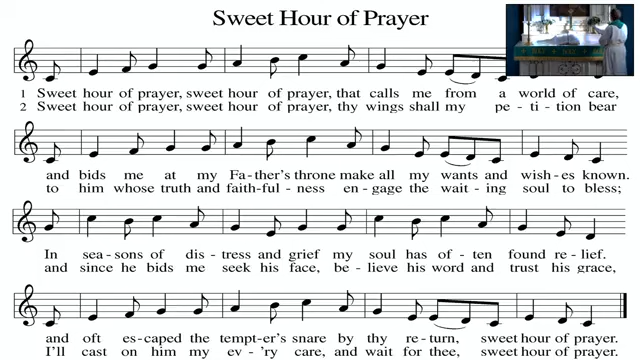 Sweet Hour of Prayer
1 Sweet hour of prayer, sweet hour of prayer, that calls me from a world of care,
2 Sweet hour of prayer, sweet hour of prayer, thy wings shall my pe - ti - tion bear
and bids me at my Fa - ther's throne make all my wants and wish - es known.
to him whose truth and faith - ful - ness en - gage the wait - ing soul to bless;
In sea - sons of dis - tress and grief my soul has of - ten found re - lief.
and since he bids me seek his face, be - lieve his word and trust his grace,
and oft es - caped the tempt - er's snare by thy re - turn, sweet hour of prayer.
I'll cast on him my ev - 'ry care, and wait for thee, sweet hour of prayer.